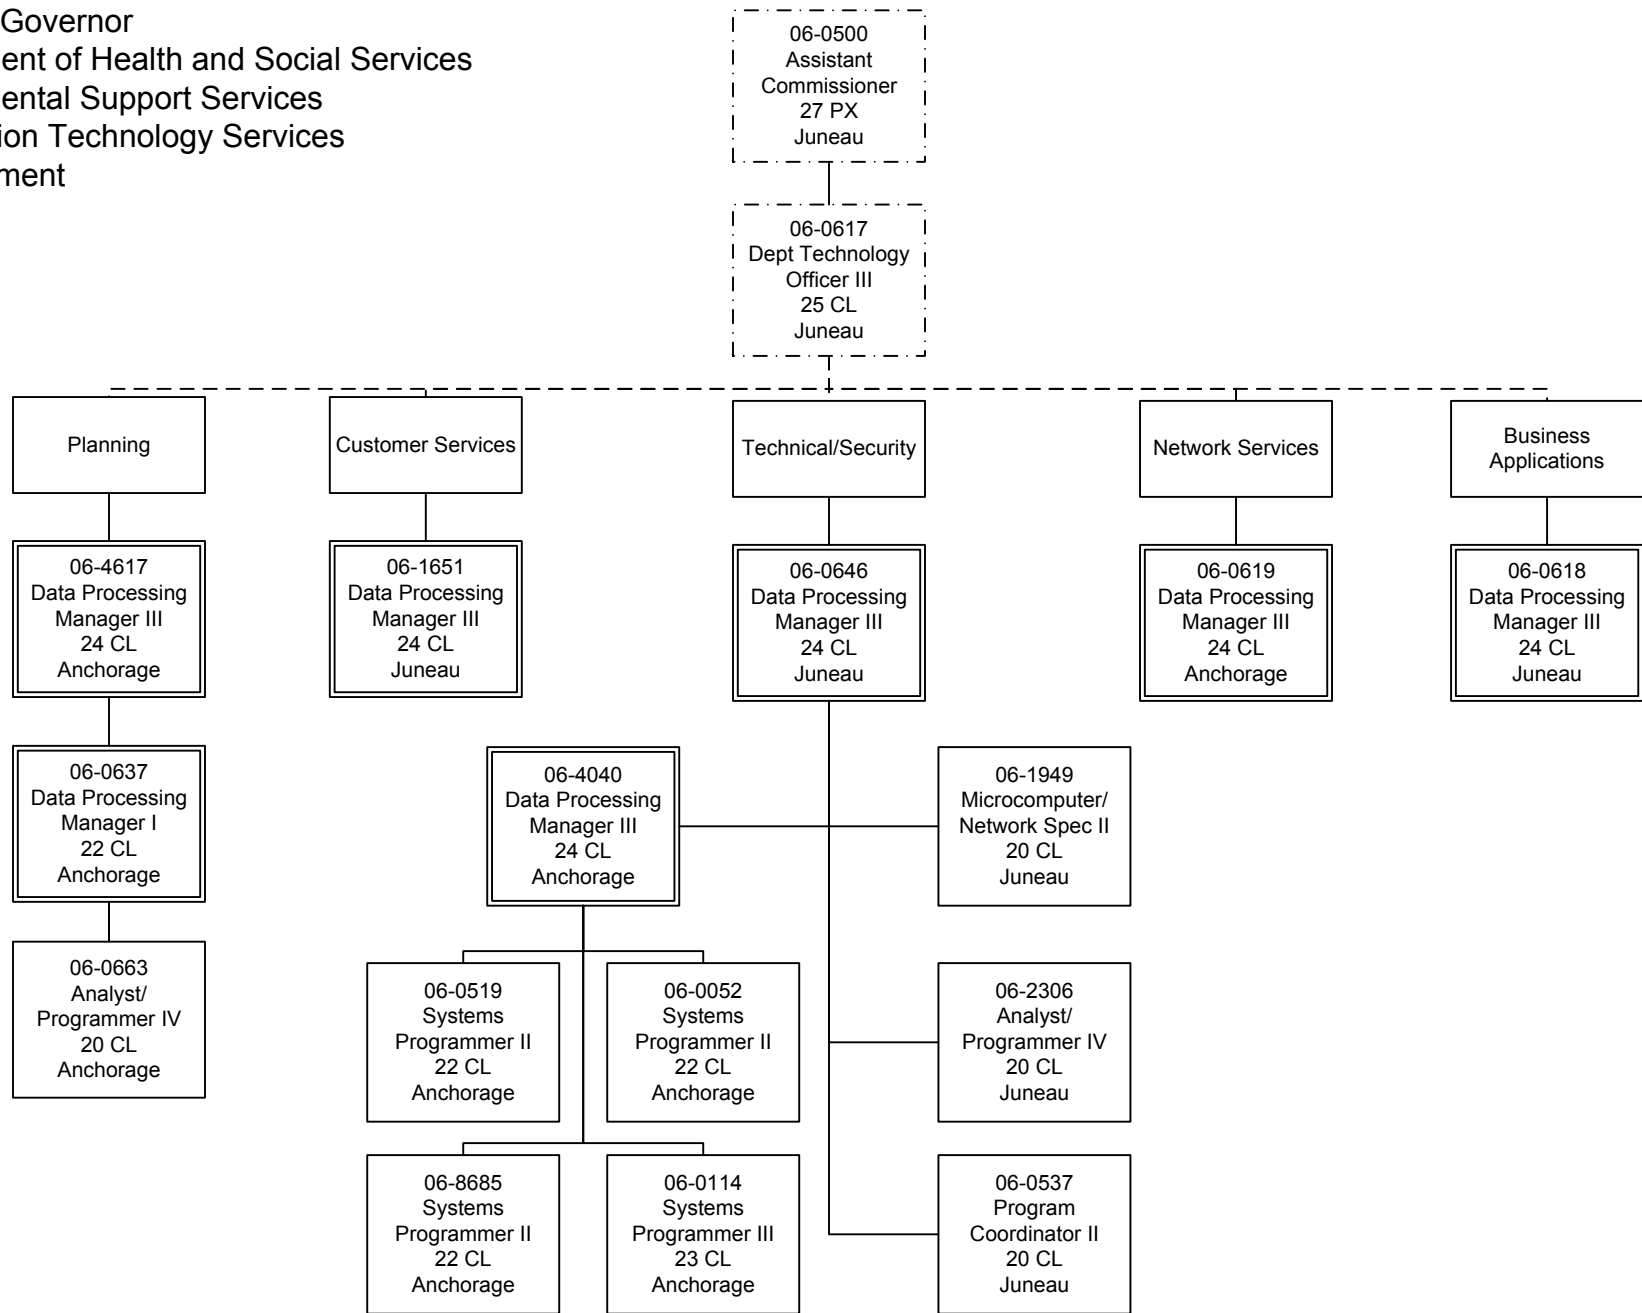 Governor
ent of Health and Social Services
ental Support Services
ion Technology Services
ment
06-0500
Assistant
Commissioner
27 PX
Juneau
06-0617
Dept Technology
Officer III
25 CL
Juneau
Planning
Customer Services
Technical/Security
Network Services
Business
Applications
06-4617
Data Processing
Manager III
24 CL
Anchorage
06-1651
Data Processing
Manager III
24 CL
Juneau
06-0646
Data Processing
Manager III
24 CL
Juneau
06-0619
Data Processing
Manager III
24 CL
Anchorage
06-0618
Data Processing
Manager III
24 CL
Juneau
06-0637
Data Processing
Manager I
22 CL
Anchorage
06-4040
Data Processing
Manager III
24 CL
Anchorage
06-1949
Microcomputer/
Network Spec II
20 CL
Juneau
06-0663
Analyst/
Programmer IV
20 CL
Anchorage
06-0519
Systems
Programmer II
22 CL
Anchorage
06-0052
Systems
Programmer II
22 CL
Anchorage
06-2306
Analyst/
Programmer IV
20 CL
Juneau
06-8685
Systems
Programmer II
22 CL
Anchorage
06-0114
Systems
Programmer III
23 CL
Anchorage
06-0537
Program
Coordinator II
20 CL
Juneau